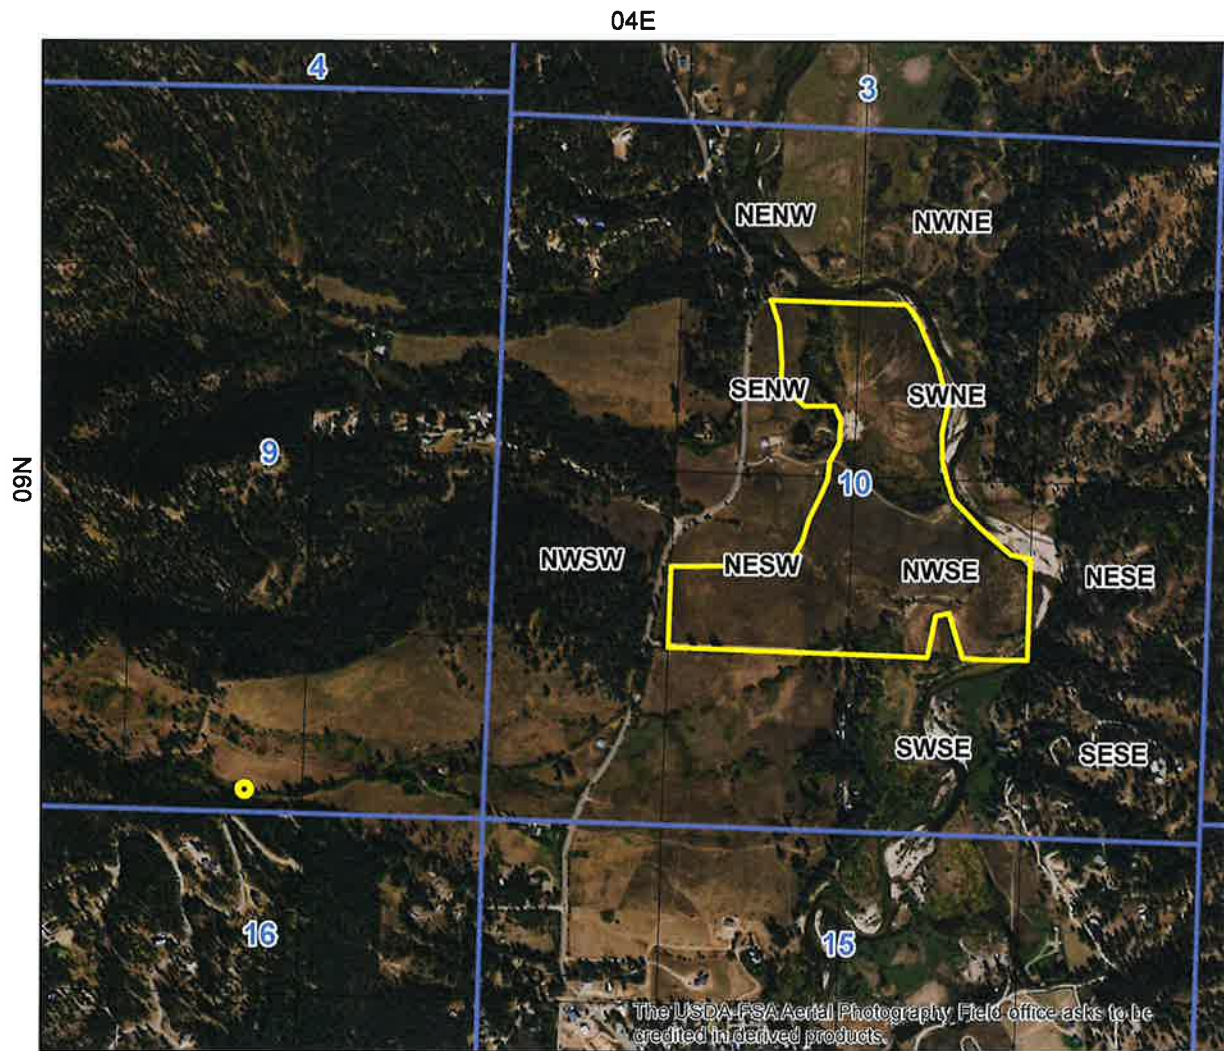 04E
4
3
NENW
NWNE
SENW
SWNE
9
09N
10
NWSW
NESW
NWSE
NESE
SWSE
SESE
16
15
The USDA-FSA Aerial Photography Field office asks to be
credited in derived products.